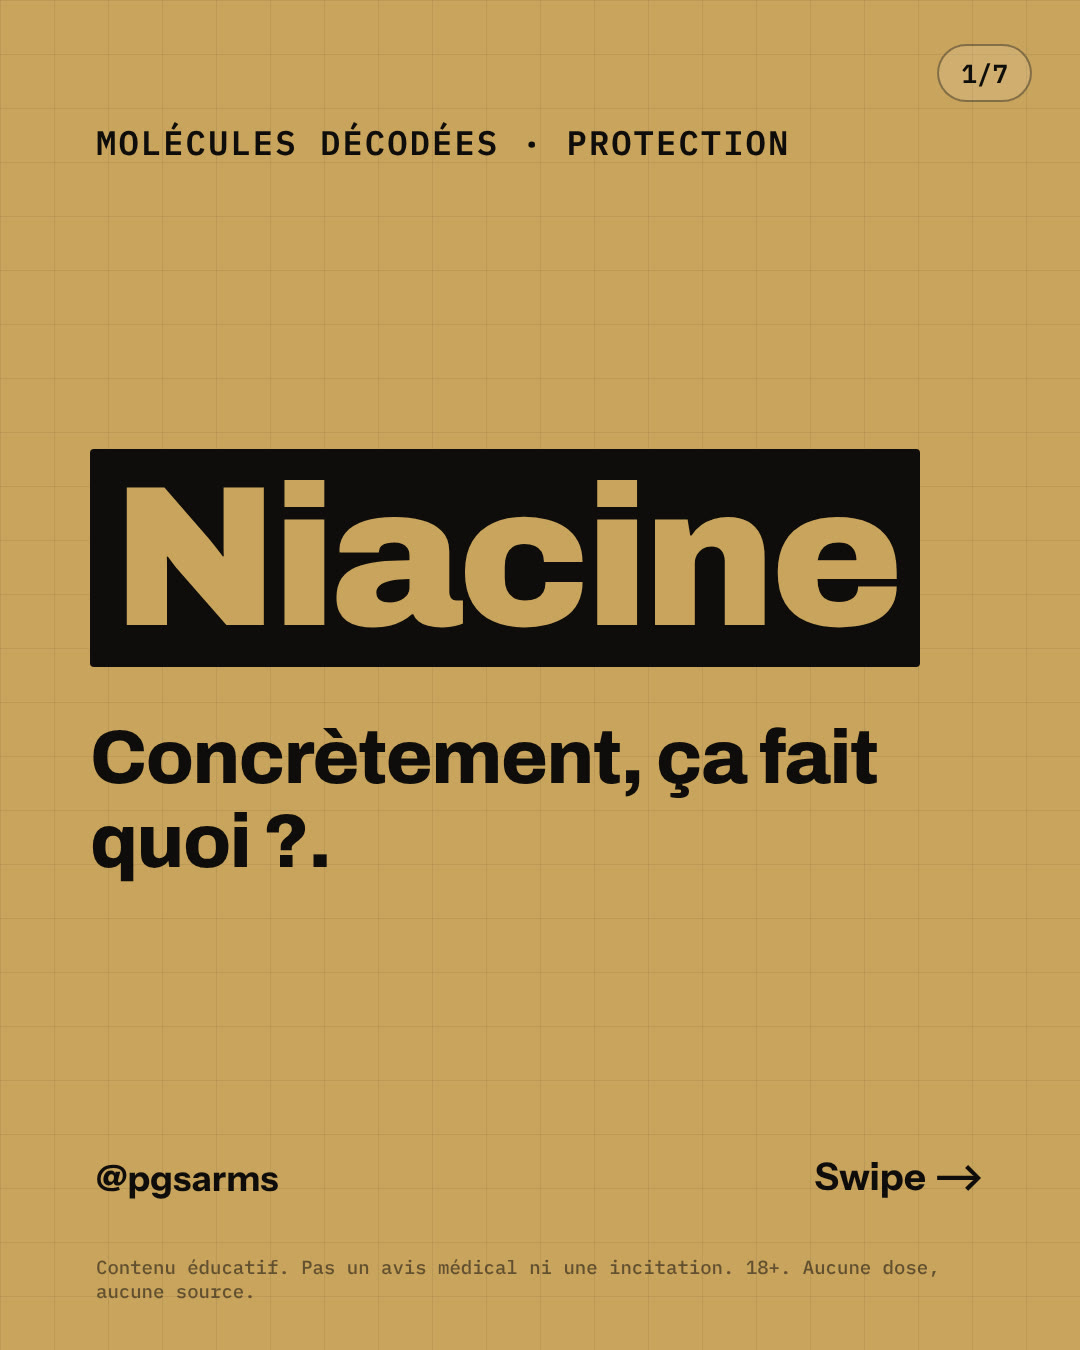 1/7
MOLÉCULES DÉCODÉES · PROTECTION
Niacine
Concrètement, ça fait
quoi ?.
@pgsarms
Swipe →
Contenu éducatif. Pas un avis médical ni une incitation. 18+. Aucune dose,
aucune source.